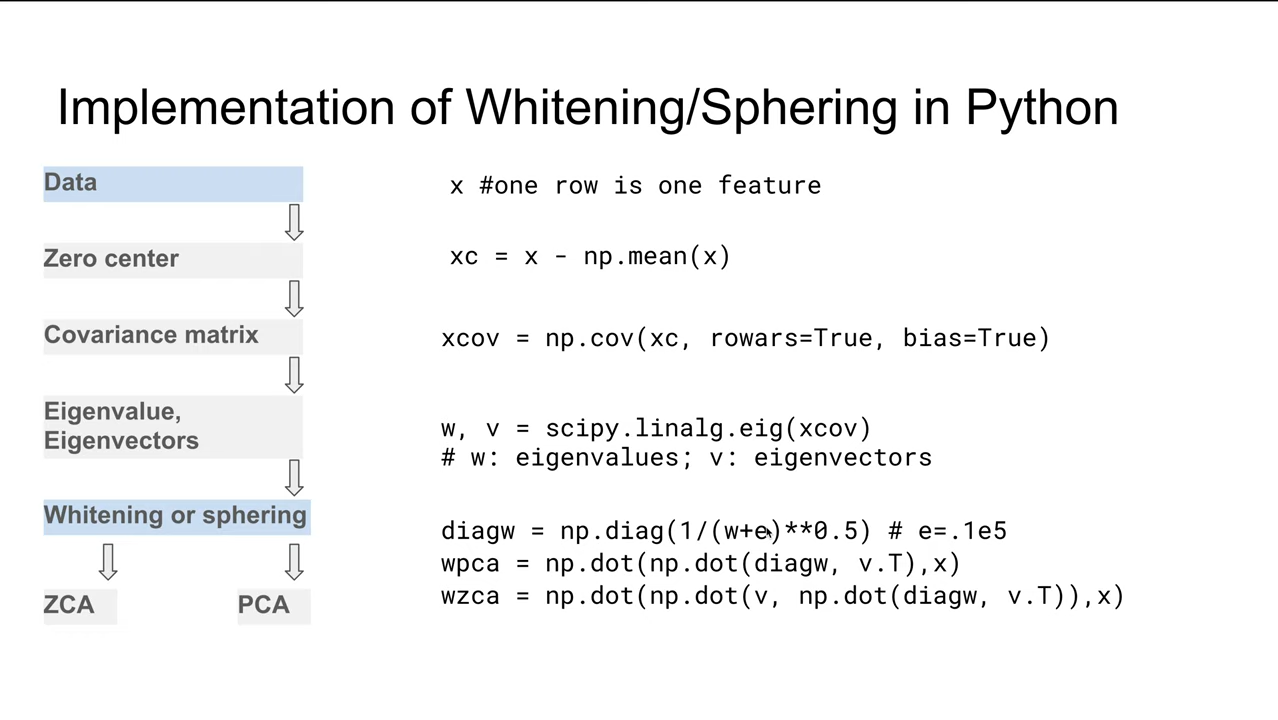 Implementation of Whitening/Sphering in Python
Data
x #one row is one feature
Zero center
xc = x - np.mean(x)
Covariance matrix
xcov = np.cov(xc, rowars=True, bias=True)
Eigenvalue,
Eigenvectors
w, v = scipy.linalg.eig(xcov)
# w: eigenvalues; v: eigenvectors
Whitening or sphering
diagw = np.diag(1/(w+e)**0.5) # e=.1e5
wpca = np.dot(np.dot(diagw, v.T),x)
wzca = np.dot(np.dot(v, np.dot(diagw, v.T)),x)
ZCA
PCA